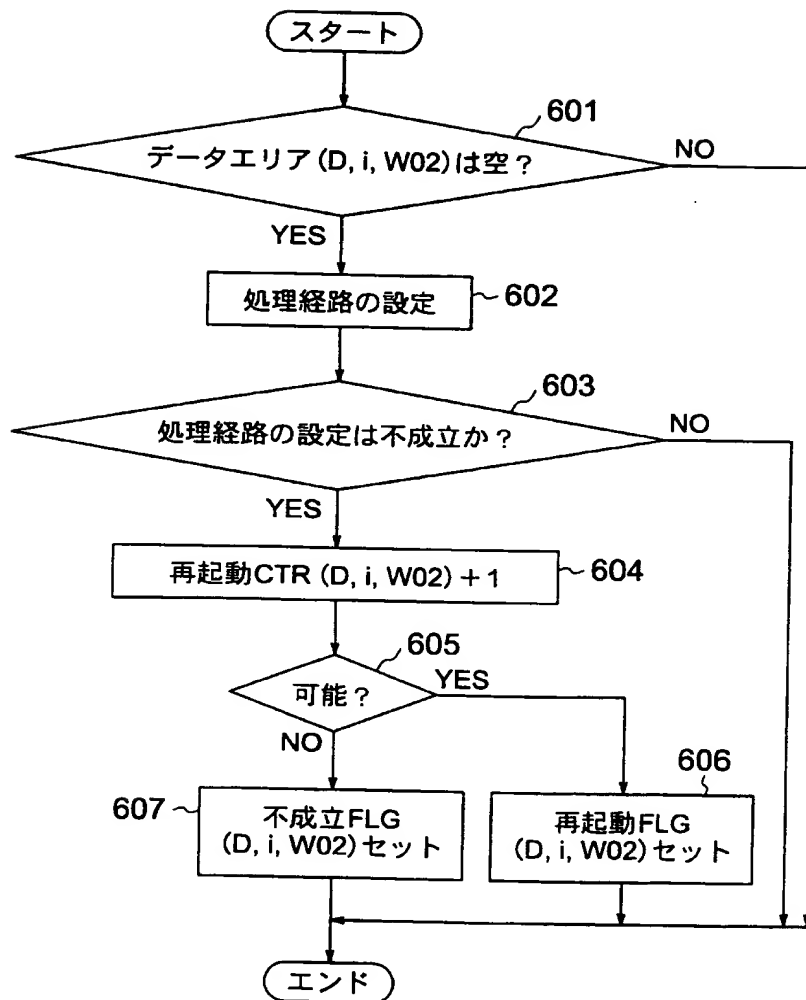 スタート
601
データエリア(D, i, W02)は空?
NO
YES
処理経路の設定
602
603
処理経路の設定は不成立か?
NO
YES
再起動CTR (D, i, W02)+1
604
605
可能?
YES
NO
607
不成立FLG
(D, i, W02)セット
606
再起動FLG
(D, i, W02)セット
エンド